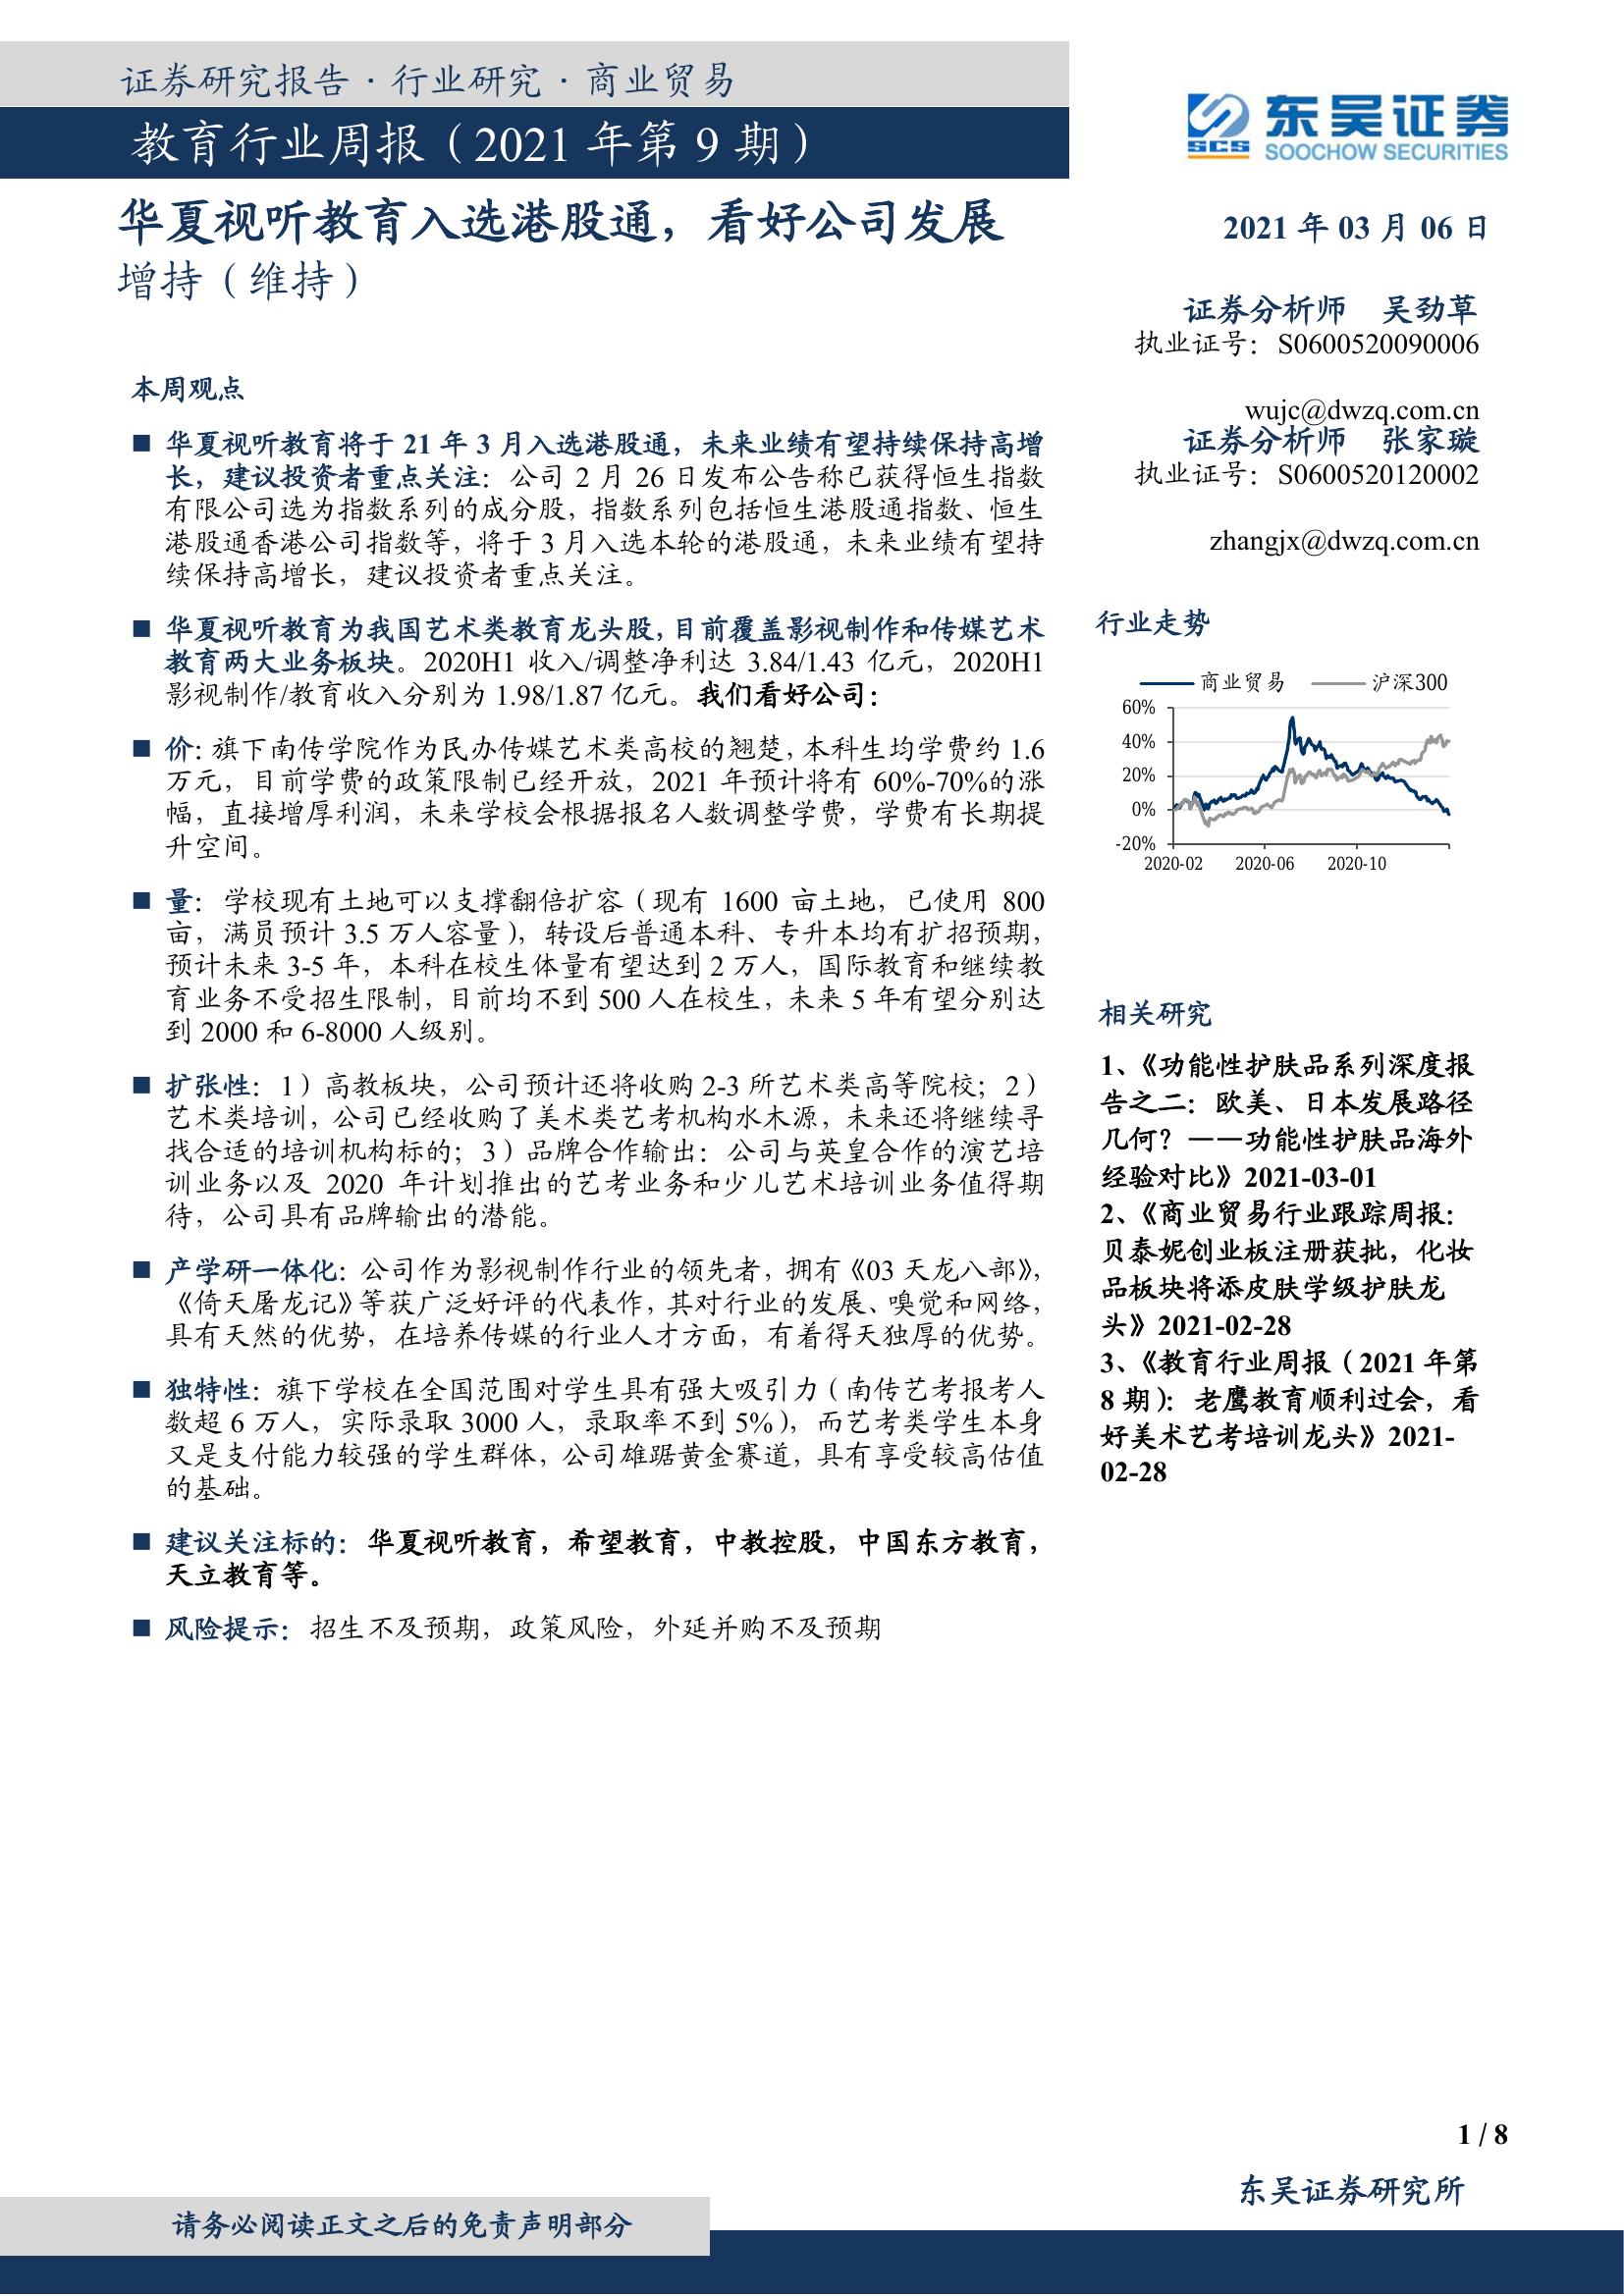 证券研究报告 · 行业研究 · 商业贸易
教育行业周报（2021 年第 9 期）
东吴证券
SCS
SOOCHOW SECURITIES
华夏视听教育入选港股通，看好公司发展
增持（维持）
2021 年 03 月 06 日
证券分析师 吴劲草
执业证号：S0600520090006
wujc@dwzq.com.cn
证券分析师 张家璇
执业证号：S0600520120002
zhangjx@dwzq.com.cn
本周观点
■ 华夏视听教育将于 21 年 3 月入选港股通，未来业绩有望持续保持高增
长，建议投资者重点关注：公司 2 月 26 日发布公告称已获得恒生指数
有限公司选为指数系列的成分股，指数系列包括恒生港股通指数、恒生
港股通香港公司指数等，将于 3 月入选本轮的港股通，未来业绩有望持
续保持高增长，建议投资者重点关注。
■ 华夏视听教育为我国艺术类教育龙头股，目前覆盖影视制作和传媒艺术
教育两大业务板块。2020H1 收入/调整净利达 3.84/1.43 亿元，2020H1
影视制作/教育收入分别为 1.98/1.87 亿元。我们看好公司：
■ 价：旗下南传学院作为民办传媒艺术类高校的翘楚，本科生均学费约 1.6
万元，目前学费的政策限制已经开放，2021 年预计将有 60%-70%的涨
幅，直接增厚利润，未来学校会根据报名人数调整学费，学费有长期提
升空间。
■ 量：学校现有土地可以支撑翻倍扩容（现有 1600 亩土地，已使用 800
亩，满员预计 3.5 万人容量），转设后普通本科、专升本均有扩招预期，
预计未来 3-5 年，本科在校生体量有望达到 2 万人，国际教育和继续教
育业务不受招生限制，目前均不到 500 人在校生，未来 5 年有望分别达
到 2000 和 6-8000 人级别。
■ 扩张性：1）高教板块，公司预计还将收购 2-3 所艺术类高等院校；2）
艺术类培训，公司已经收购了美术类艺考机构水木源，未来还将继续寻
找合适的培训机构标的；3）品牌合作输出：公司与英皇合作的演艺培
训业务以及 2020 年计划推出的艺考业务和少儿艺术培训业务值得期
待，公司具有品牌输出的潜能。
■ 产学研一体化：公司作为影视制作行业的领先者，拥有《03 天龙八部》，
《倚天屠龙记》等获广泛好评的代表作，其对行业的发展、嗅觉和网络，
具有天然的优势，在培养传媒的行业人才方面，有着得天独厚的优势。
■ 独特性：旗下学校在全国范围对学生具有强大吸引力（南传艺考报考人
数超 6 万人，实际录取 3000 人，录取率不到 5%），而艺考类学生本身
又是支付能力较强的学生群体，公司雄踞黄金赛道，具有享受较高估值
的基础。
■ 建议关注标的：华夏视听教育，希望教育，中教控股，中国东方教育，
天立教育等。
■ 风险提示：招生不及预期，政策风险，外延并购不及预期
行业走势
商业贸易 沪深300
60%
40%
20%
0%
-20%
2020-02 2020-06 2020-10
相关研究
1、《功能性护肤品系列深度报
告之二：欧美、日本发展路径
几何？——功能性护肤品海外
经验对比》2021-03-01
2、《商业贸易行业跟踪周报：
贝泰妮创业板注册获批，化妆
品板块将添皮肤学级护肤龙
头》2021-02-28
3、《教育行业周报（2021 年第
8 期）：老鹰教育顺利过会，看
好美术艺考培训龙头》2021-
02-28
1 / 8
东吴证券研究所
请务必阅读正文之后的免责声明部分